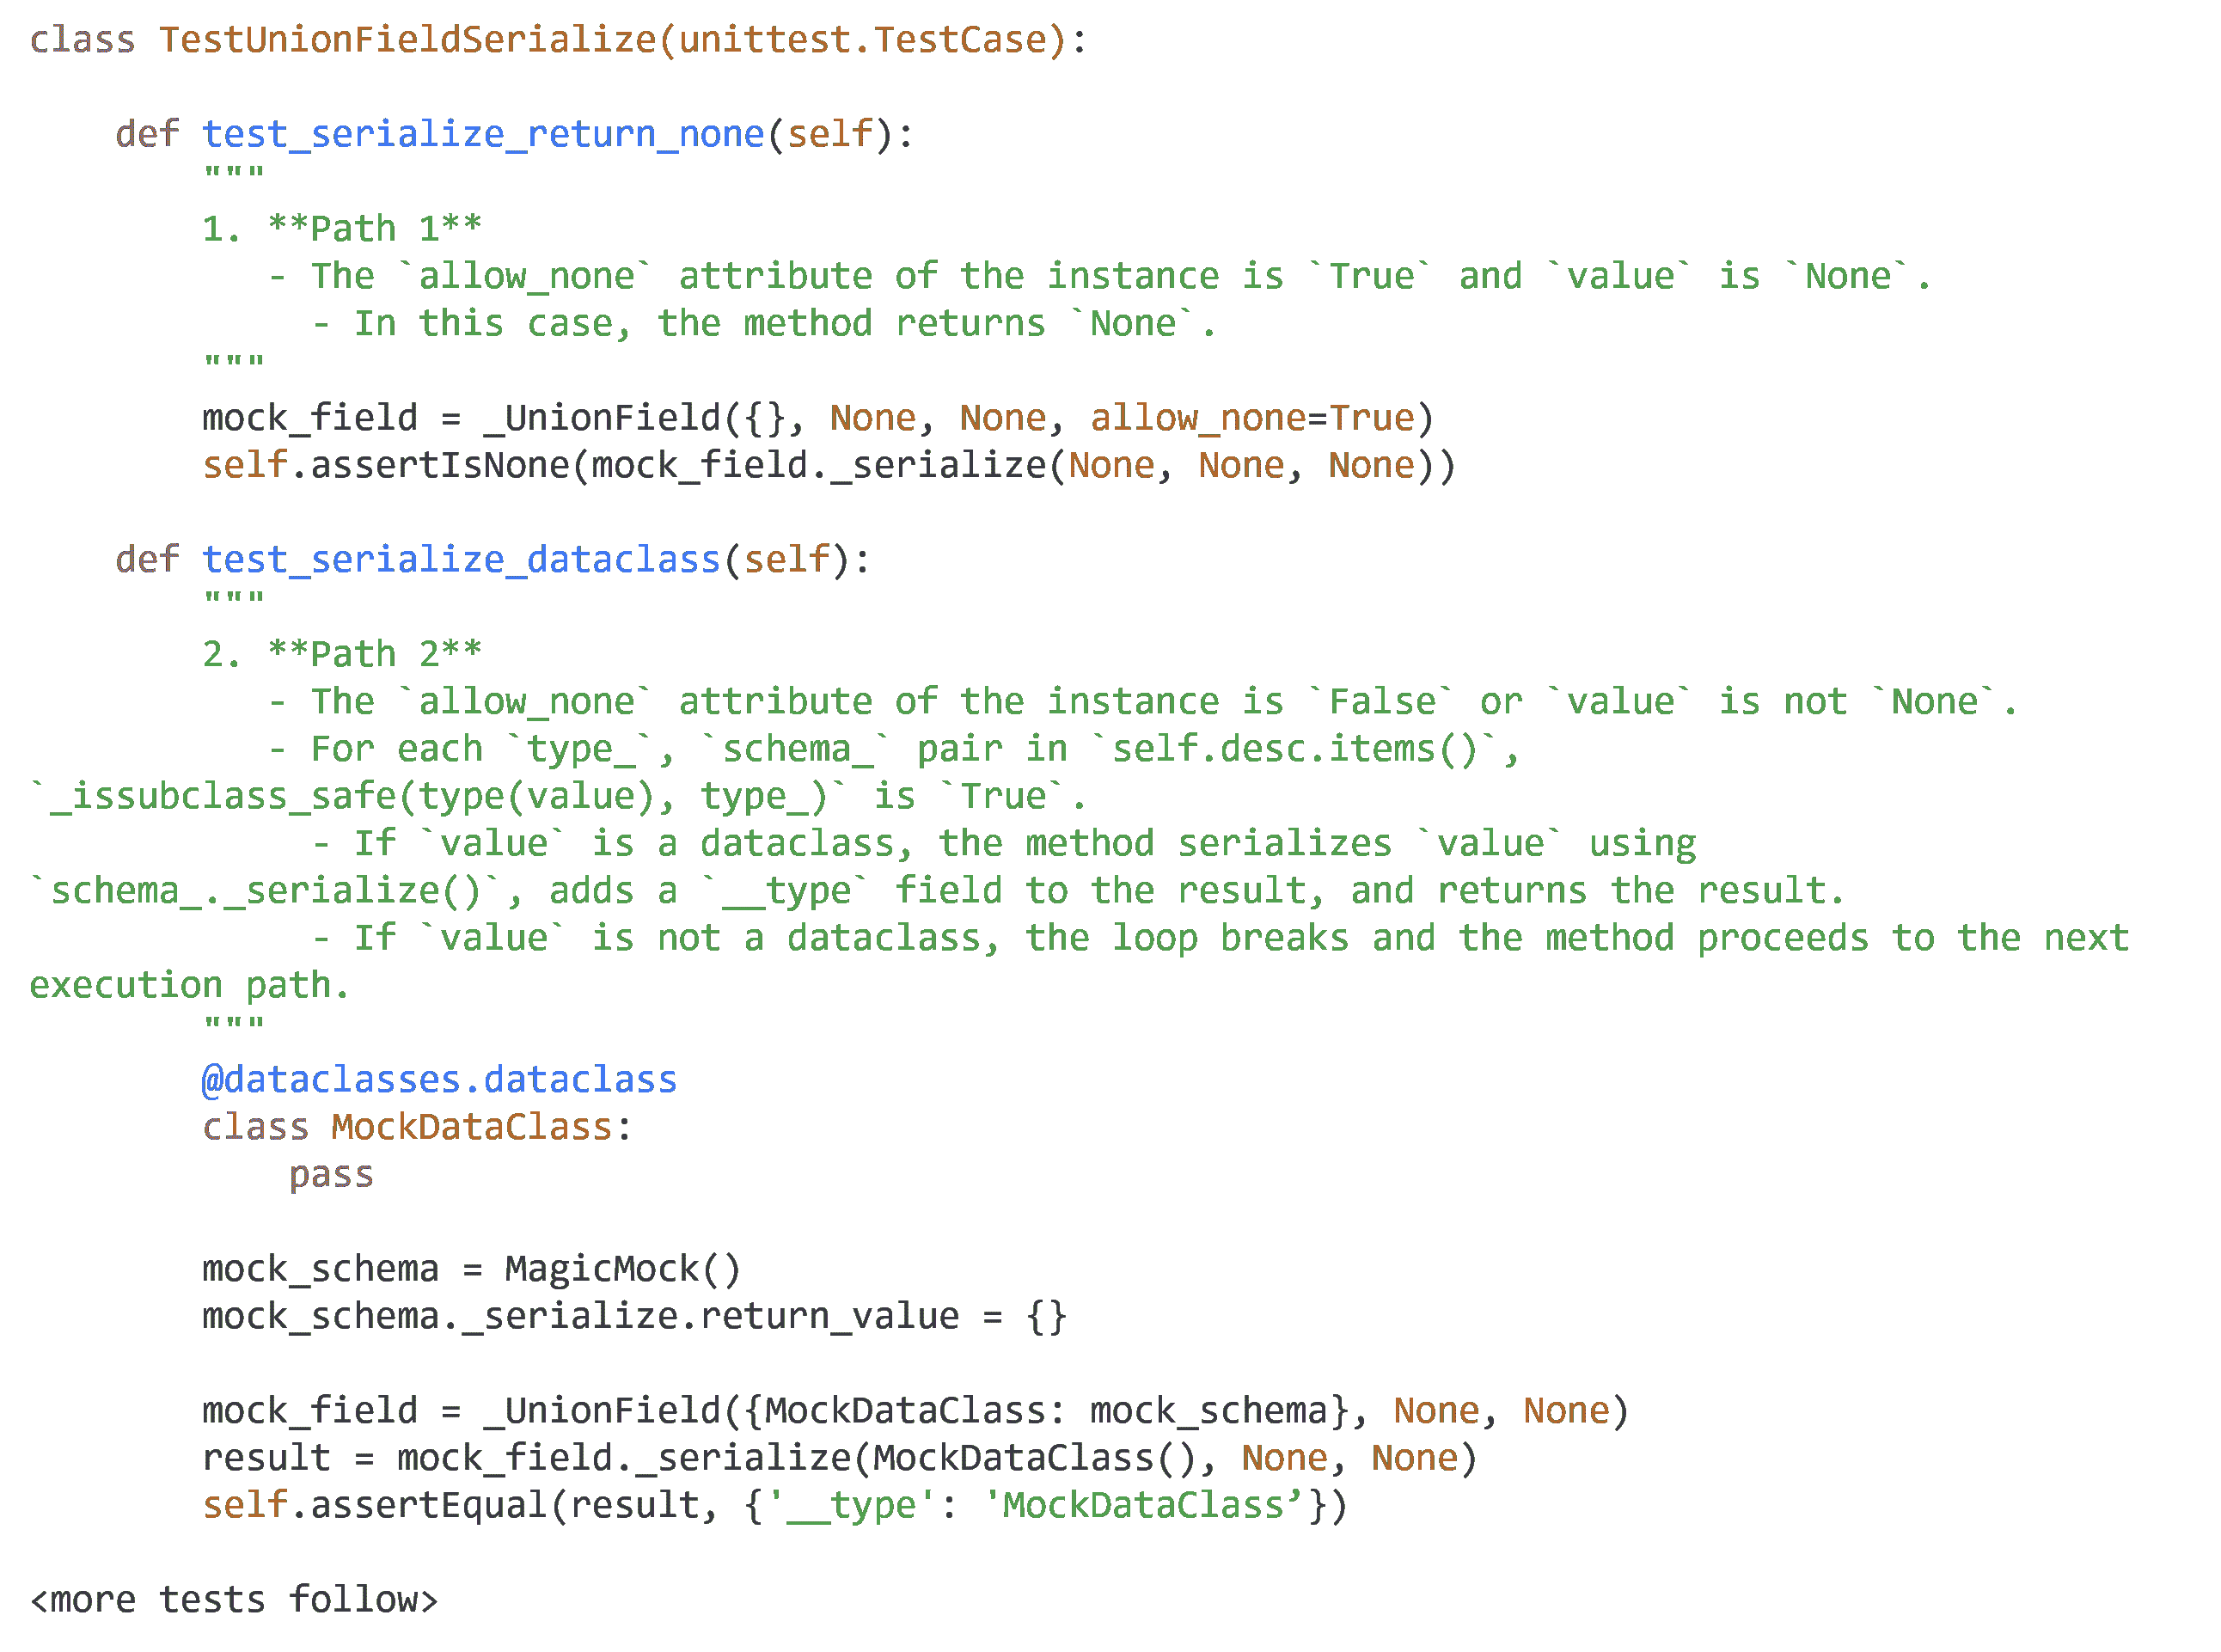 class TestUnionFieldSerialize(unittest.TestCase):

    def test_serialize_return_none(self):
        """
        1. **Path 1**
           - The `allow_none` attribute of the instance is `True` and `value` is `None`.
             - In this case, the method returns `None`.
        """
        mock_field = _UnionField({}, None, None, allow_none=True)
        self.assertIsNone(mock_field._serialize(None, None, None))

    def test_serialize_dataclass(self):
        """
        2. **Path 2**
           - The `allow_none` attribute of the instance is `False` or `value` is not `None`.
           - For each `type_`, `schema_` pair in `self.desc.items()`,
`_issubclass_safe(type(value), type_)` is `True`.
             - If `value` is a dataclass, the method serializes `value` using
`schema_._serialize()`, adds a `__type` field to the result, and returns the result.
             - If `value` is not a dataclass, the loop breaks and the method proceeds to the next
execution path.
        """
        @dataclasses.dataclass
        class MockDataClass:
            pass

        mock_schema = MagicMock()
        mock_schema._serialize.return_value = {}

        mock_field = _UnionField({MockDataClass: mock_schema}, None, None)
        result = mock_field._serialize(MockDataClass(), None, None)
        self.assertEqual(result, {'__type': 'MockDataClass’})

<more tests follow>